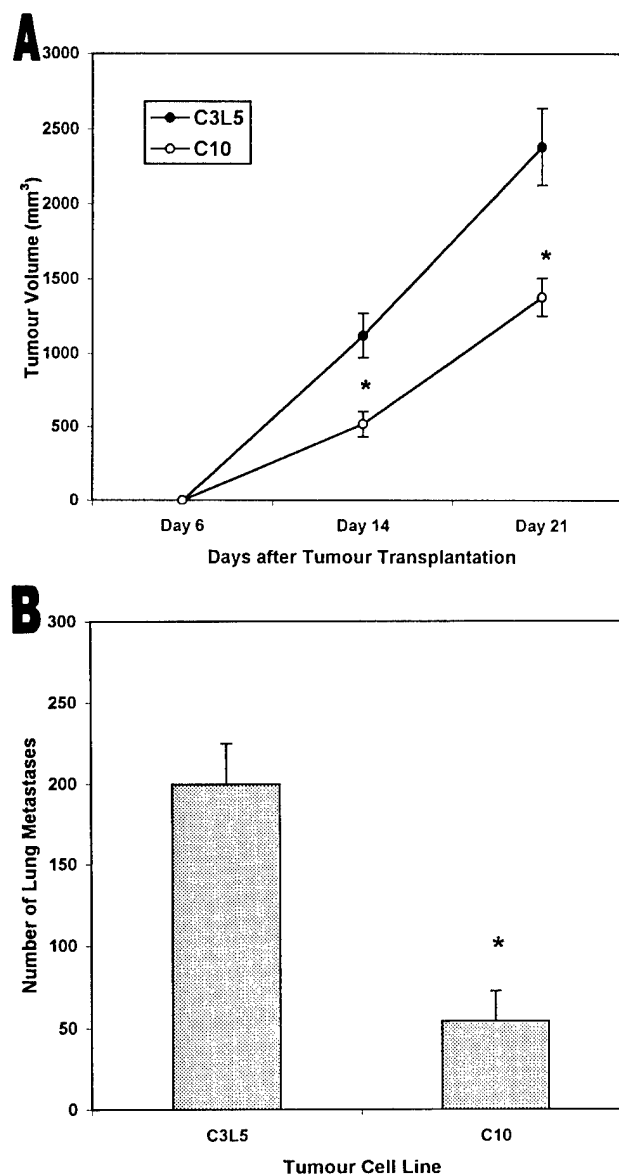 A
3000
2500
2000
1500
1000
500
0
Tumour Volume (mm³)
C3L5
C10
*
*
Day 6 Day 14 Day 21
Days after Tumour Transplantation
B
300
250
200
150
100
50
0
Number of Lung Metastases
*
C3L5 C10
Tumour Cell Line